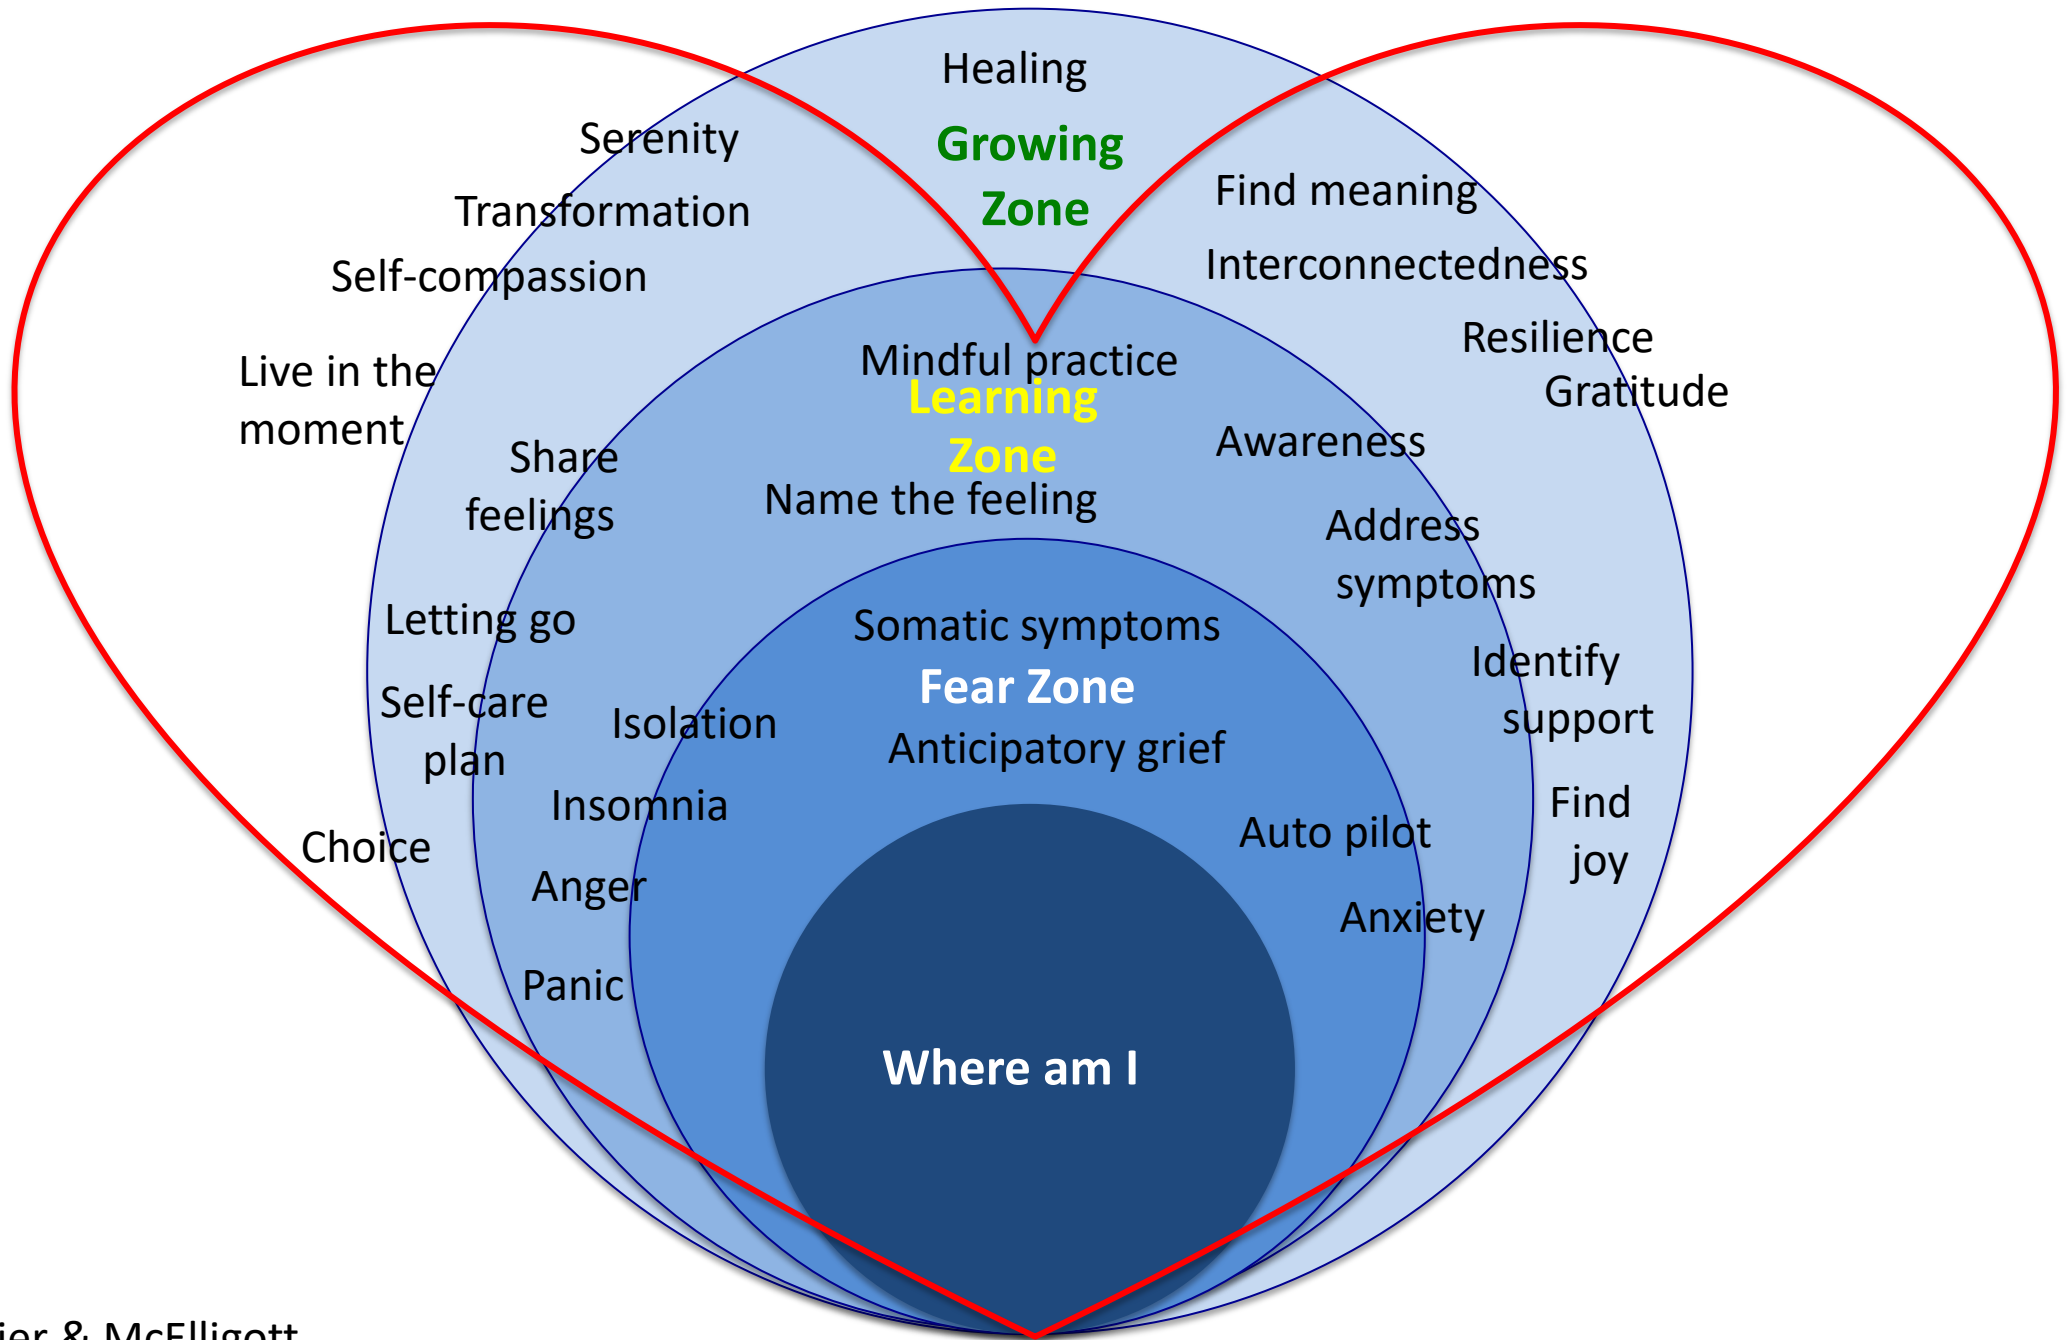 Healing
Growing
Zone
Serenity
Transformation
Self-compassion
Live in the
moment
Find meaning
Interconnectedness
Resilience
Gratitude
Mindful practice
Learning
Zone
Name the feeling
Share
feelings
Letting go
Self-care
plan
Choice
Awareness
Address
symptoms
Identify
support
Find
joy
Somatic symptoms
Fear Zone
Anticipatory grief
Isolation
Insomnia
Anger
Panic
Auto pilot
Anxiety
Where am I
& McElligott